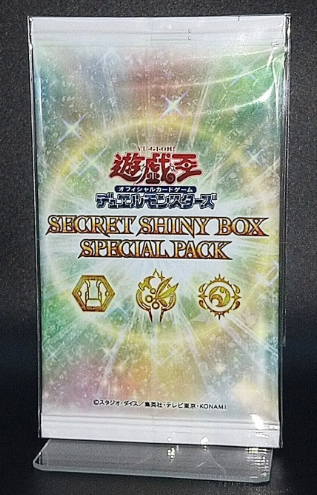 YU-GI-OH!
遊戯王
オフィシャルカードゲーム
デュエルモンスターズ
SECRET SHINY BOX
SPECIAL PACK
©スタジオ・ダイス/集英社・テレビ東京・KONAMI